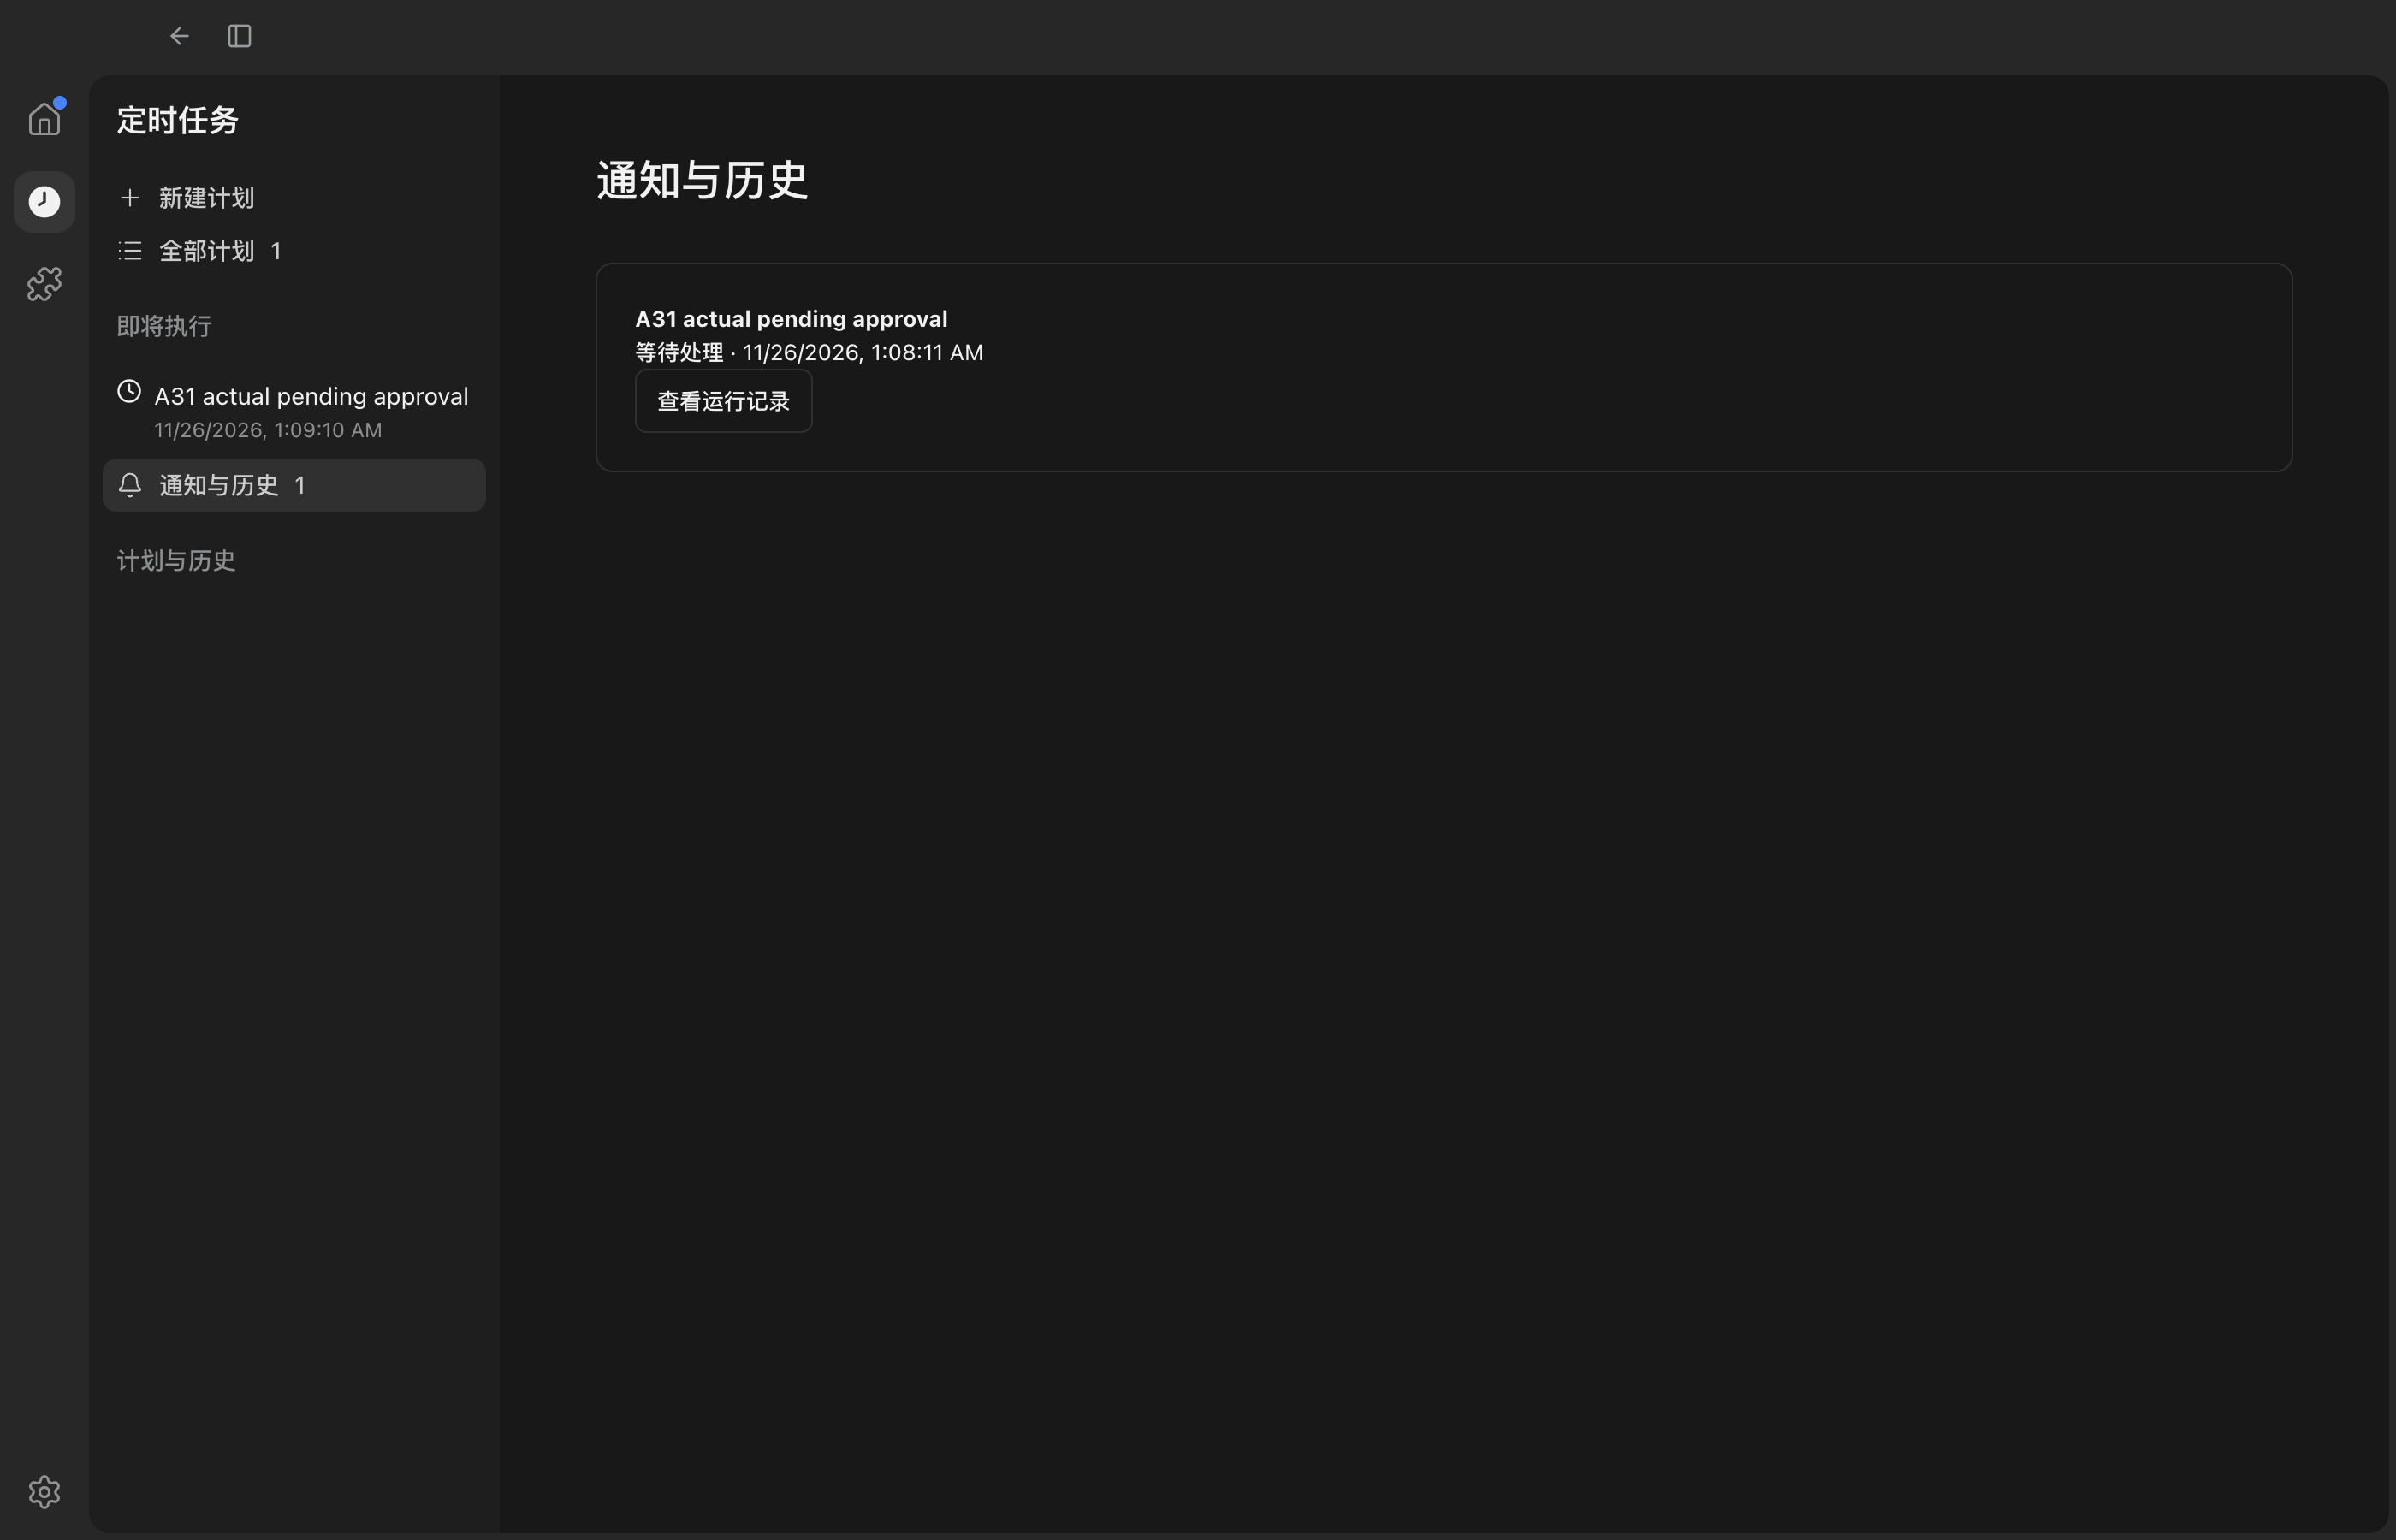 定时任务
新建计划
全部计划 1
即将执行
A31 actual pending approval
11/26/2026, 1:09:10 AM
通知与历史 1
计划与历史
通知与历史
A31 actual pending approval
等待处理 · 11/26/2026, 1:08:11 AM
查看运行记录